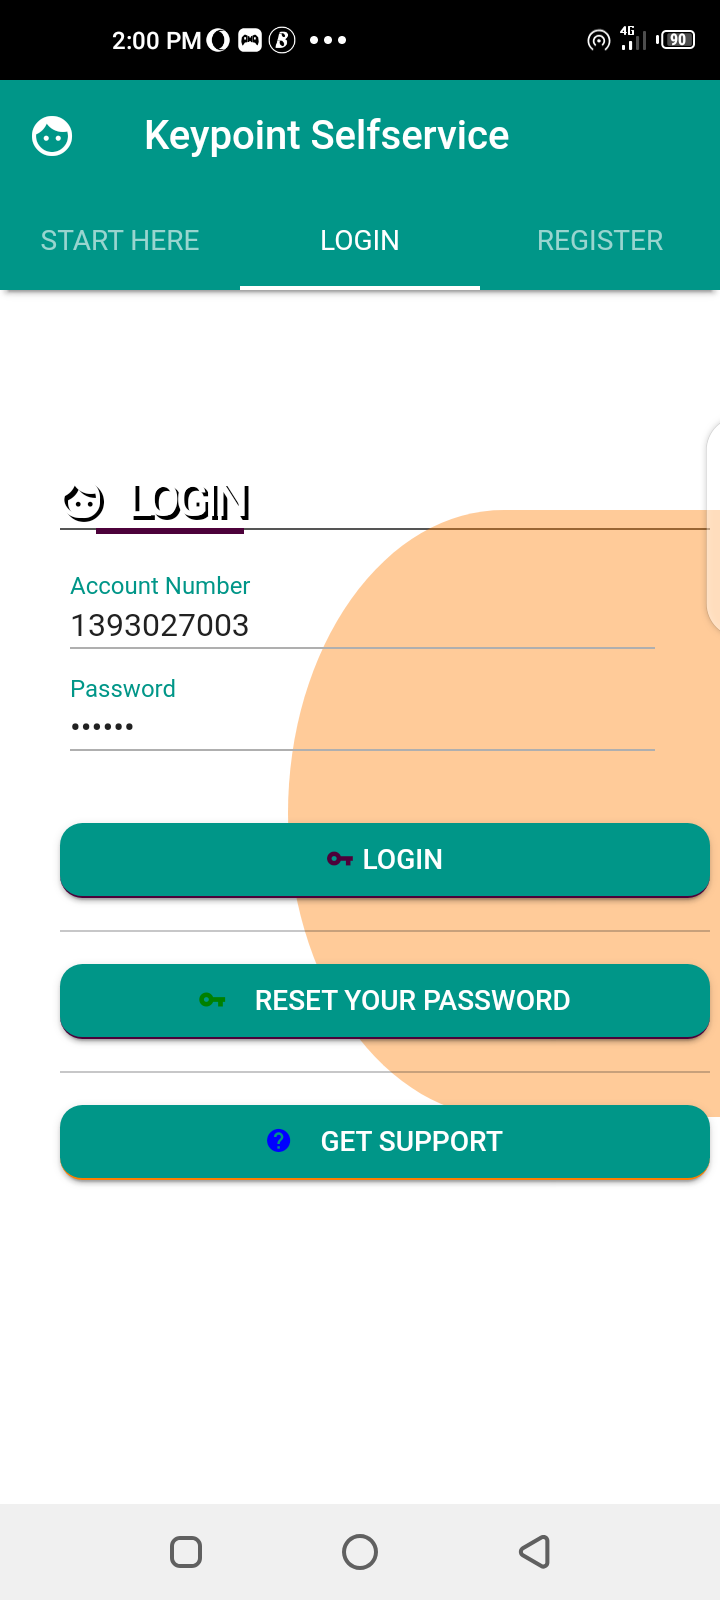 2:00 PM B 4G 90
Keypoint Selfservice
START HERE LOGIN REGISTER
LOGIN
Account Number
1393027003
Password
••••••
LOGIN
RESET YOUR PASSWORD
? GET SUPPORT